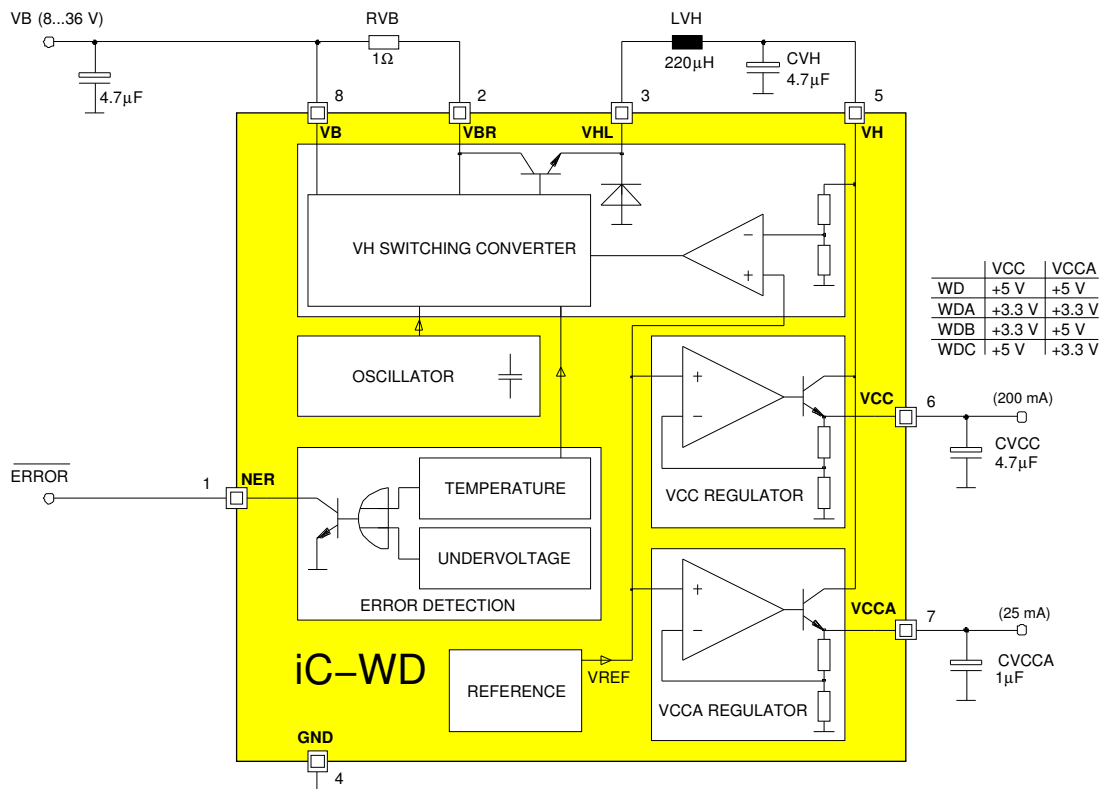 VB (8...36 V)
RVB
1Ω
LVH
220µH
CVH
4.7µF
4.7µF
8
2
3
5
VB
VBR
VHL
VH
VH SWITCHING CONVERTER
−
+
VCC VCCA
WD +5 V +5 V
WDA +3.3 V +3.3 V
WDB +3.3 V +5 V
WDC +5 V +3.3 V
OSCILLATOR
+
−
VCC
6
(200 mA)
CVCC
4.7µF
VCC REGULATOR
ERROR
1
NER
TEMPERATURE
UNDERVOLTAGE
ERROR DETECTION
+
−
VCCA
7
(25 mA)
CVCCA
1µF
VCCA REGULATOR
iC−WD
REFERENCE
VREF
GND
4